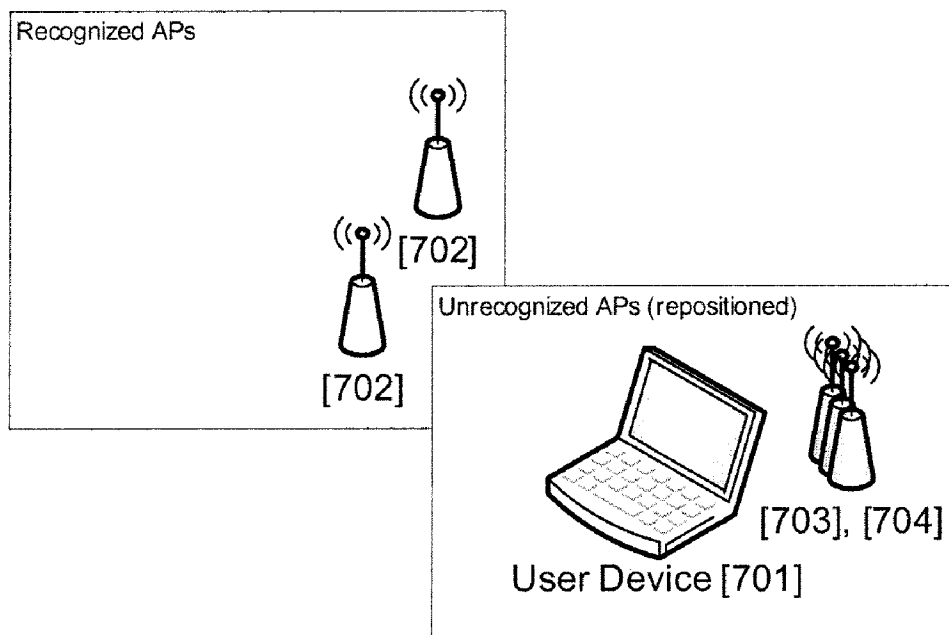 Recognized APs
[702]
[702]
Unrecognized APs (repositioned)
[703], [704]
User Device [701]